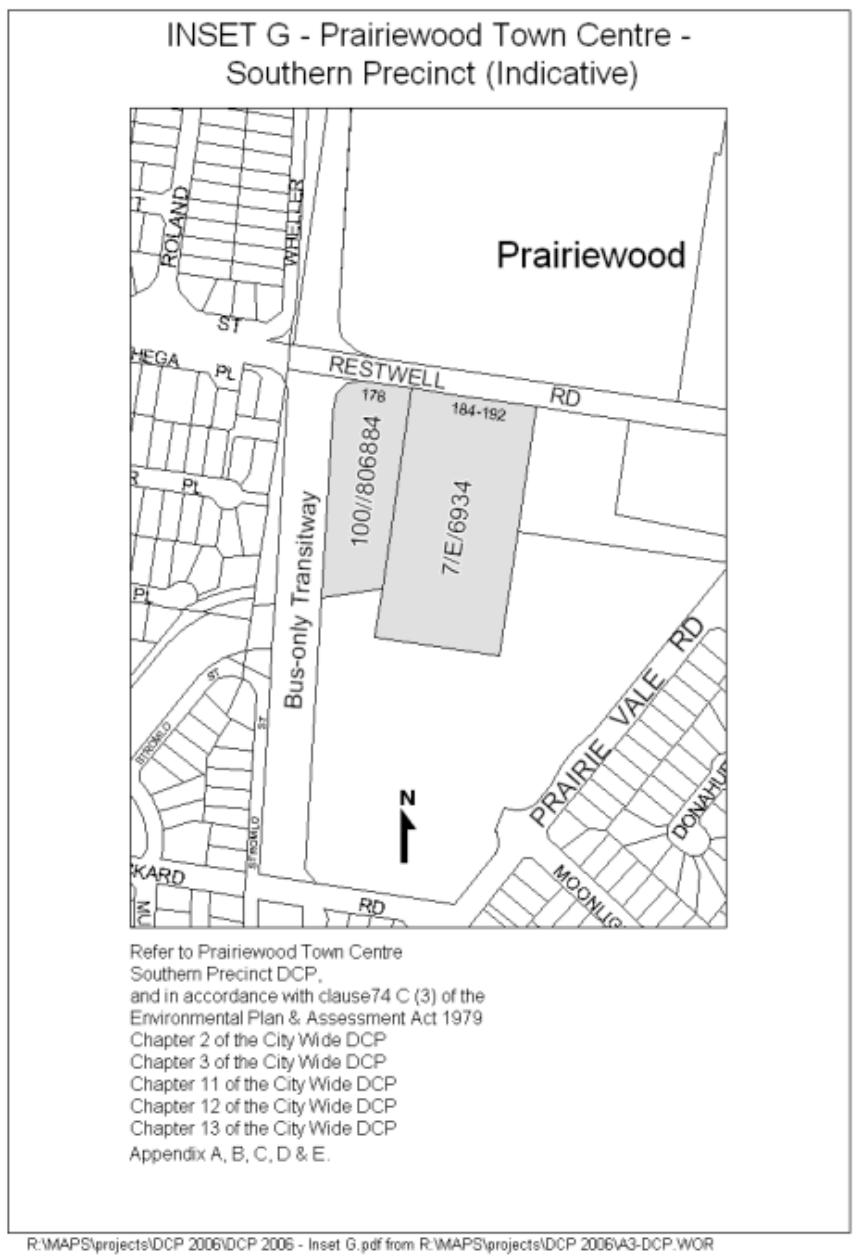 INSET G - Prairiewood Town Centre -
Southern Precinct (Indicative)
ROLAND
WHELLER
Prairiewood
ST
HEGA
PL
RESTWELL
RD
178
184-192
100//806884
7/E/6934
R
PL
Bus-only Transitway
PL
PRAIRIE VALE RD
ST
STROMLO
ST
STROMLO
N
DONAHUE
KARD
MU
RD
MOONLIG
Refer to Prairiewood Town Centre
Southern Precinct DCP,
and in accordance with clause74 C (3) of the
Environmental Plan & Assessment Act 1979
Chapter 2 of the City Wide DCP
Chapter 3 of the City Wide DCP
Chapter 11 of the City Wide DCP
Chapter 12 of the City Wide DCP
Chapter 13 of the City Wide DCP
Appendix A, B, C, D & E.
R:\MAPS\projects\DCP 2006\DCP 2006 - Inset G.pdf from R:\MAPS\projects\DCP 2006\A3-DCP.WOR